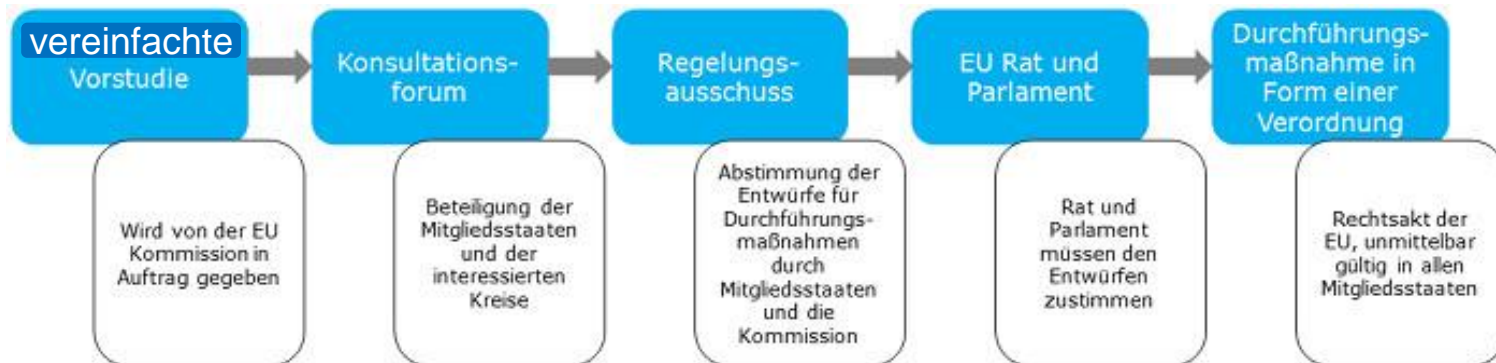 vereinfachte
Vorstudie
Konsultations-
forum
Regelungs-
ausschuss
EU Rat und
Parlament
Durchführungs-
maßnahme in
Form einer
Verordnung
Wird von der EU
Kommission in
Auftrag gegeben
Beteiligung der
Mitgliedsstaaten
und der
interessierten
Kreise
Abstimmung der
Entwürfe für
Durchführungs-
maßnahmen
durch
Mitgliedsstaaten
und die
Kommission
Rat und
Parlament
müssen den
Entwürfen
zustimmen
Rechtsakt der
EU, unmittelbar
gültig in allen
Mitgliedsstaaten